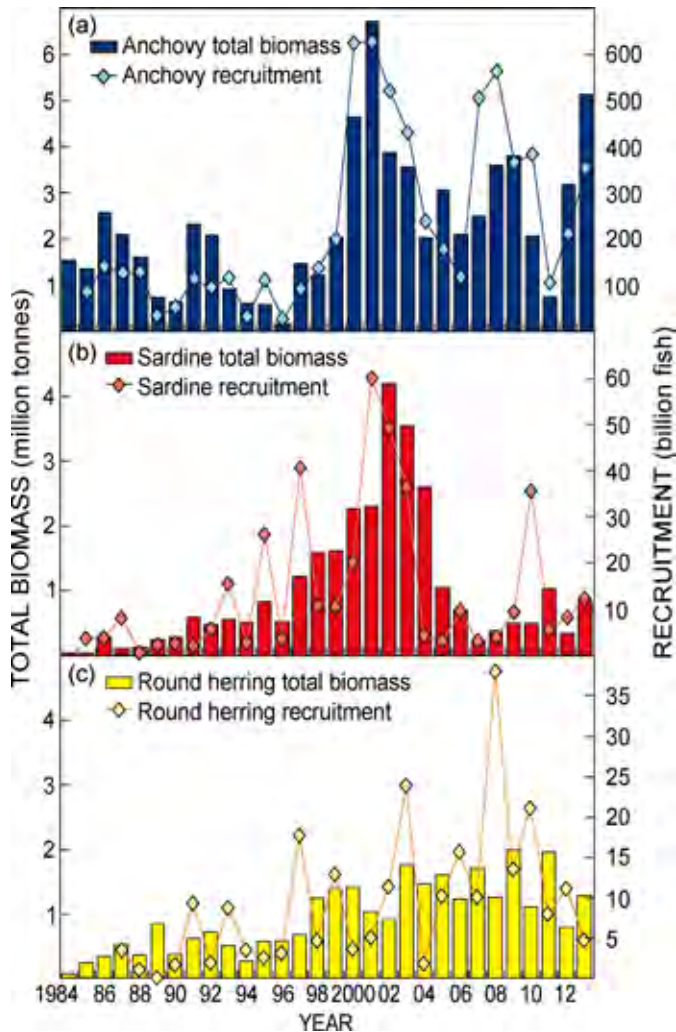 (a)
Anchovy total biomass
Anchovy recruitment
6
5
4
3
2
1
600
500
400
300
200
100
(b)
Sardine total biomass
Sardine recruitment
4
3
2
1
60
50
40
30
20
10
(c)
Round herring total biomass
Round herring recruitment
4
3
2
1
35
30
25
20
15
10
5
TOTAL BIOMASS (million tonnes)
RECRUITMENT (billion fish)
1984 86 88 90 92 94 96 98 2000 02 04 06 08 10 12
YEAR